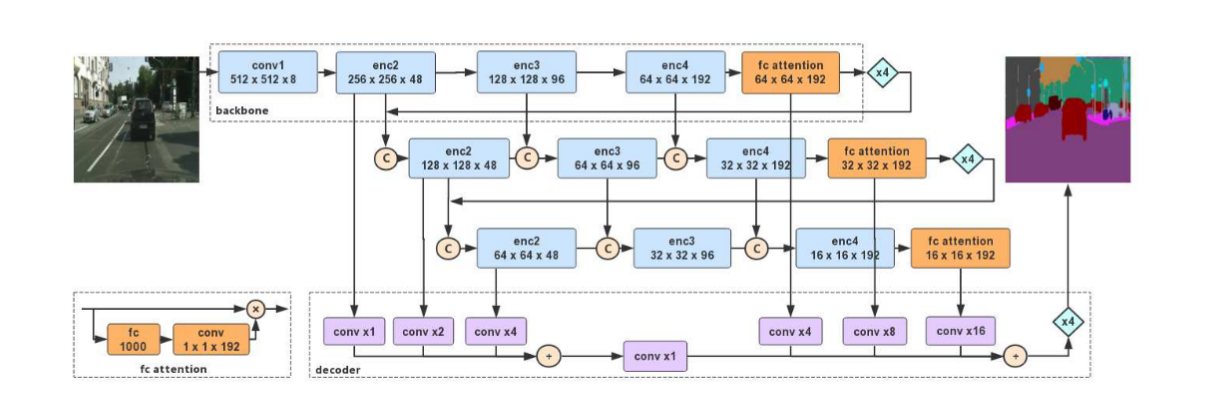 conv1
512 x 512 x 8
enc2
256 x 256 x 48
enc3
128 x 128 x 96
enc4
64 x 64 x 192
fc attention
64 x 64 x 192
x4
backbone
C
enc2
128 x 128 x 48
C
enc3
64 x 64 x 96
C
enc4
32 x 32 x 192
fc attention
32 x 32 x 192
x4
C
enc2
64 x 64 x 48
C
enc3
32 x 32 x 96
C
enc4
16 x 16 x 192
fc attention
16 x 16 x 192
×
fc
1000
conv
1 x 1 x 192
fc attention
conv x1
conv x2
conv x4
conv x4
conv x8
conv x16
x4
+
conv x1
+
decoder